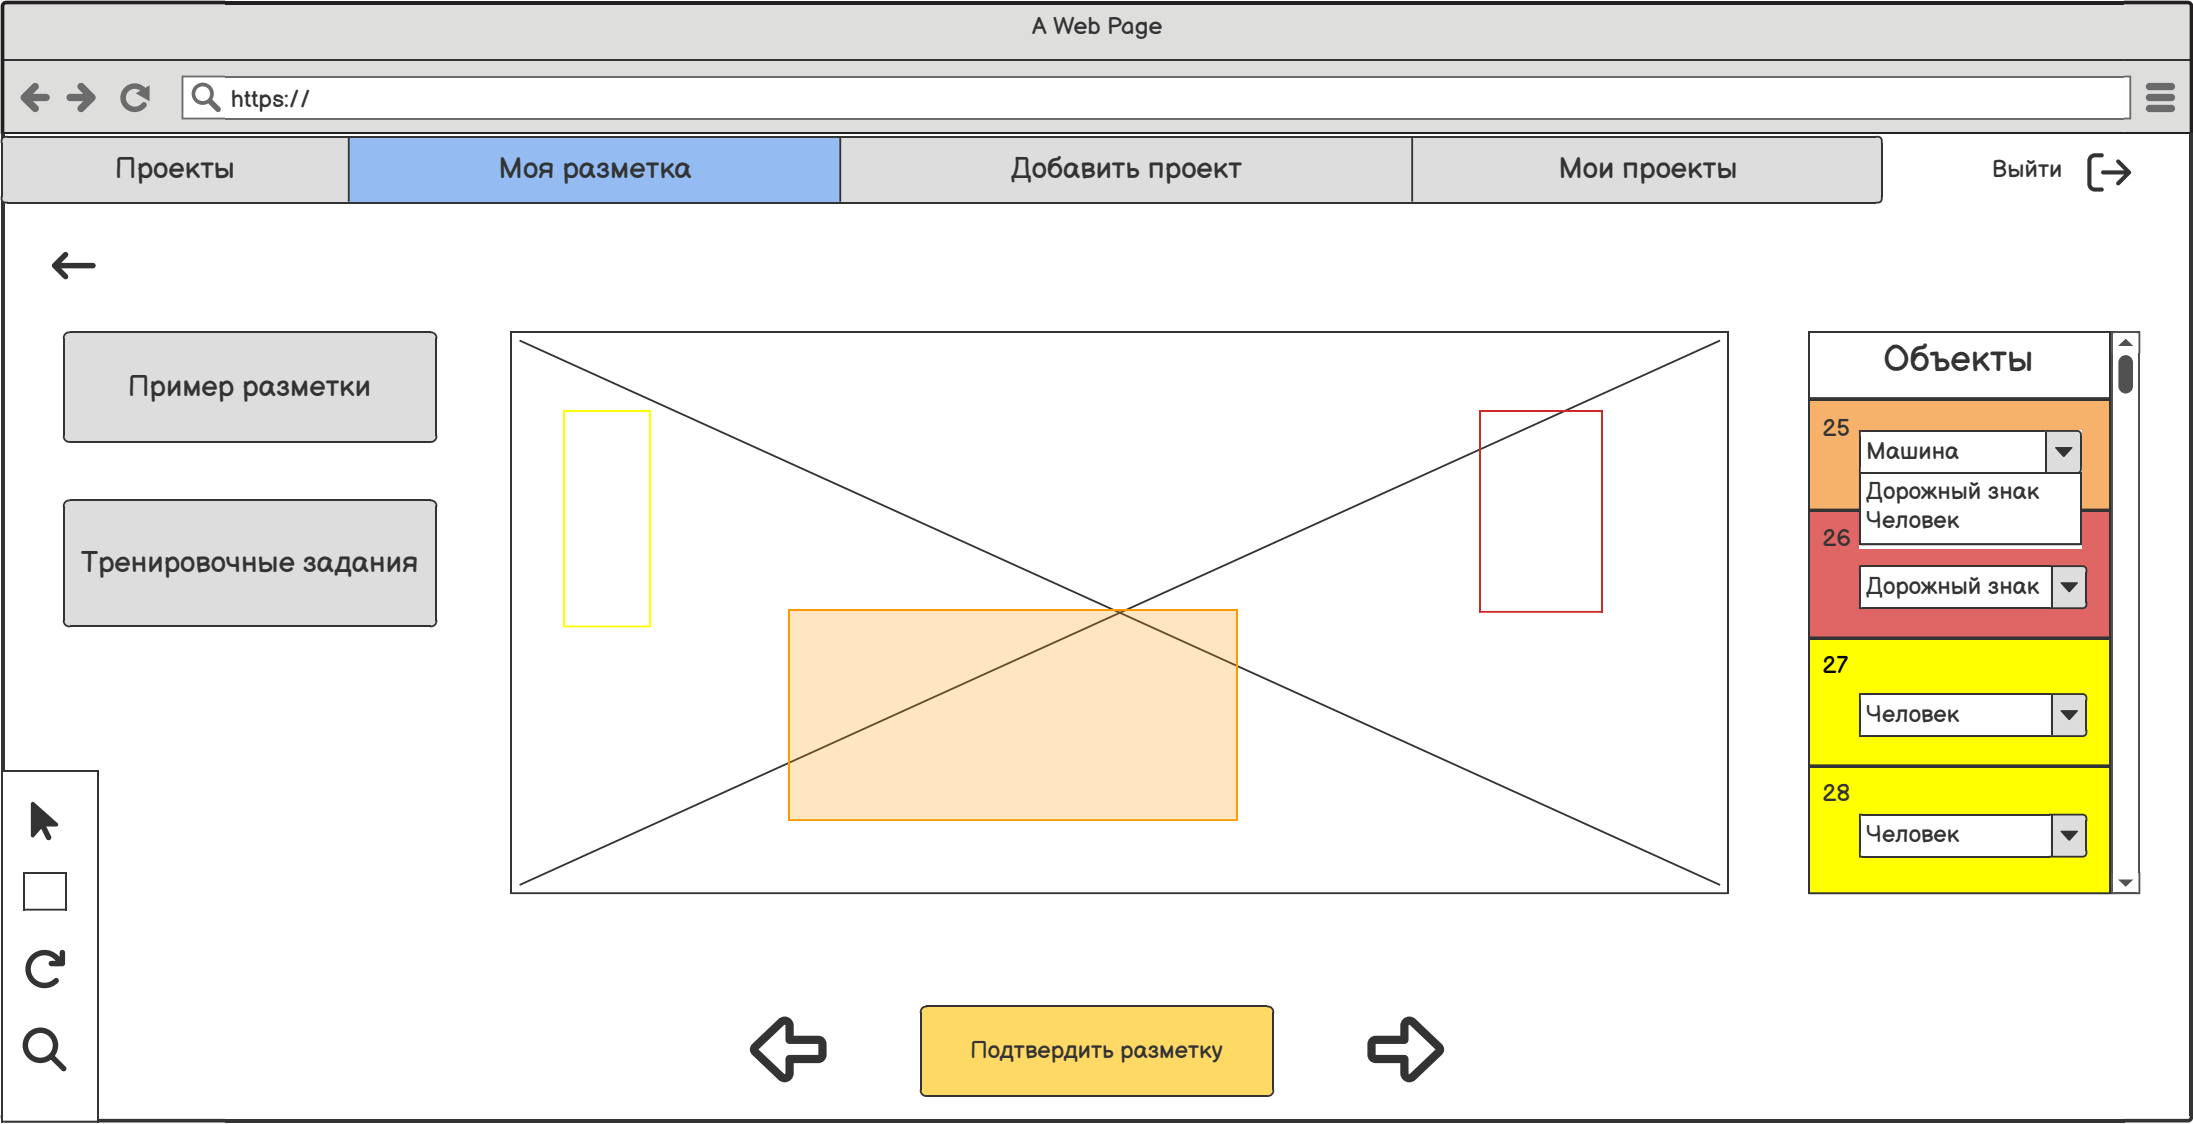 A Web Page
https://
Проекты
Моя разметка
Добавить проект
Мои проекты
Выйти
Пример разметки
Тренировочные задания
Объекты
25
Машина
Дорожный знак
Человек
26
Дорожный знак
27
Человек
28
Человек
Подтвердить разметку